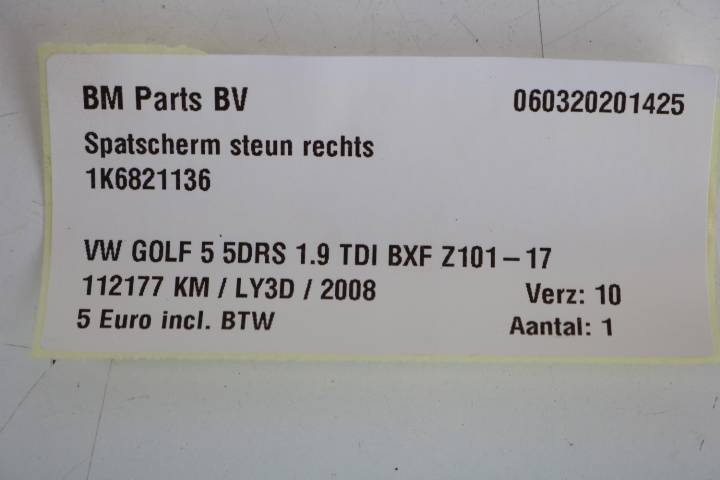 BM Parts BV 060320201425
Spatscherm steun rechts
1K6821136
VW GOLF 5 5DRS 1.9 TDI BXF Z101-17
112177 KM / LY3D / 2008 Verz: 10
5 Euro incl. BTW Aantal: 1